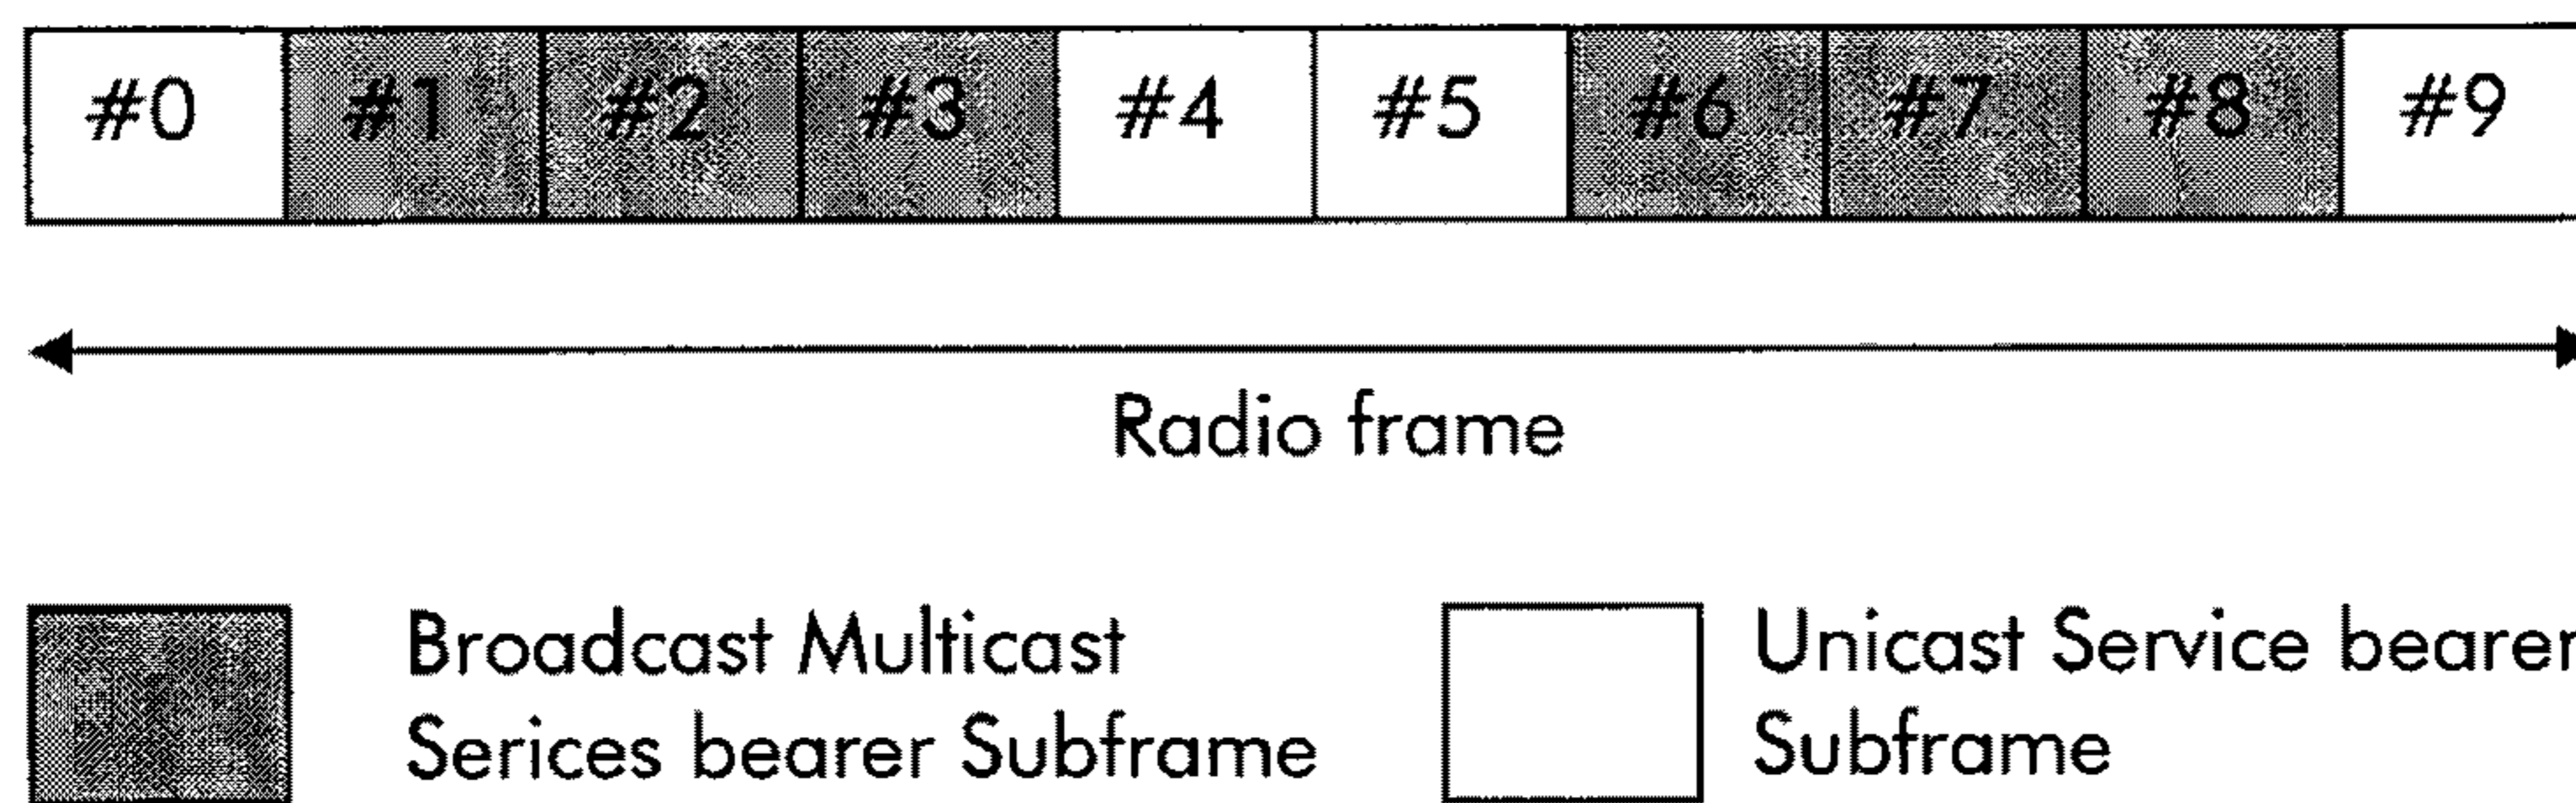 #0 #1 #2 #3 #4 #5 #6 #7 #8 #9
Radio frame
Broadcast Multicast
Serices bearer Subframe
Unicast Service bearer
Subframe